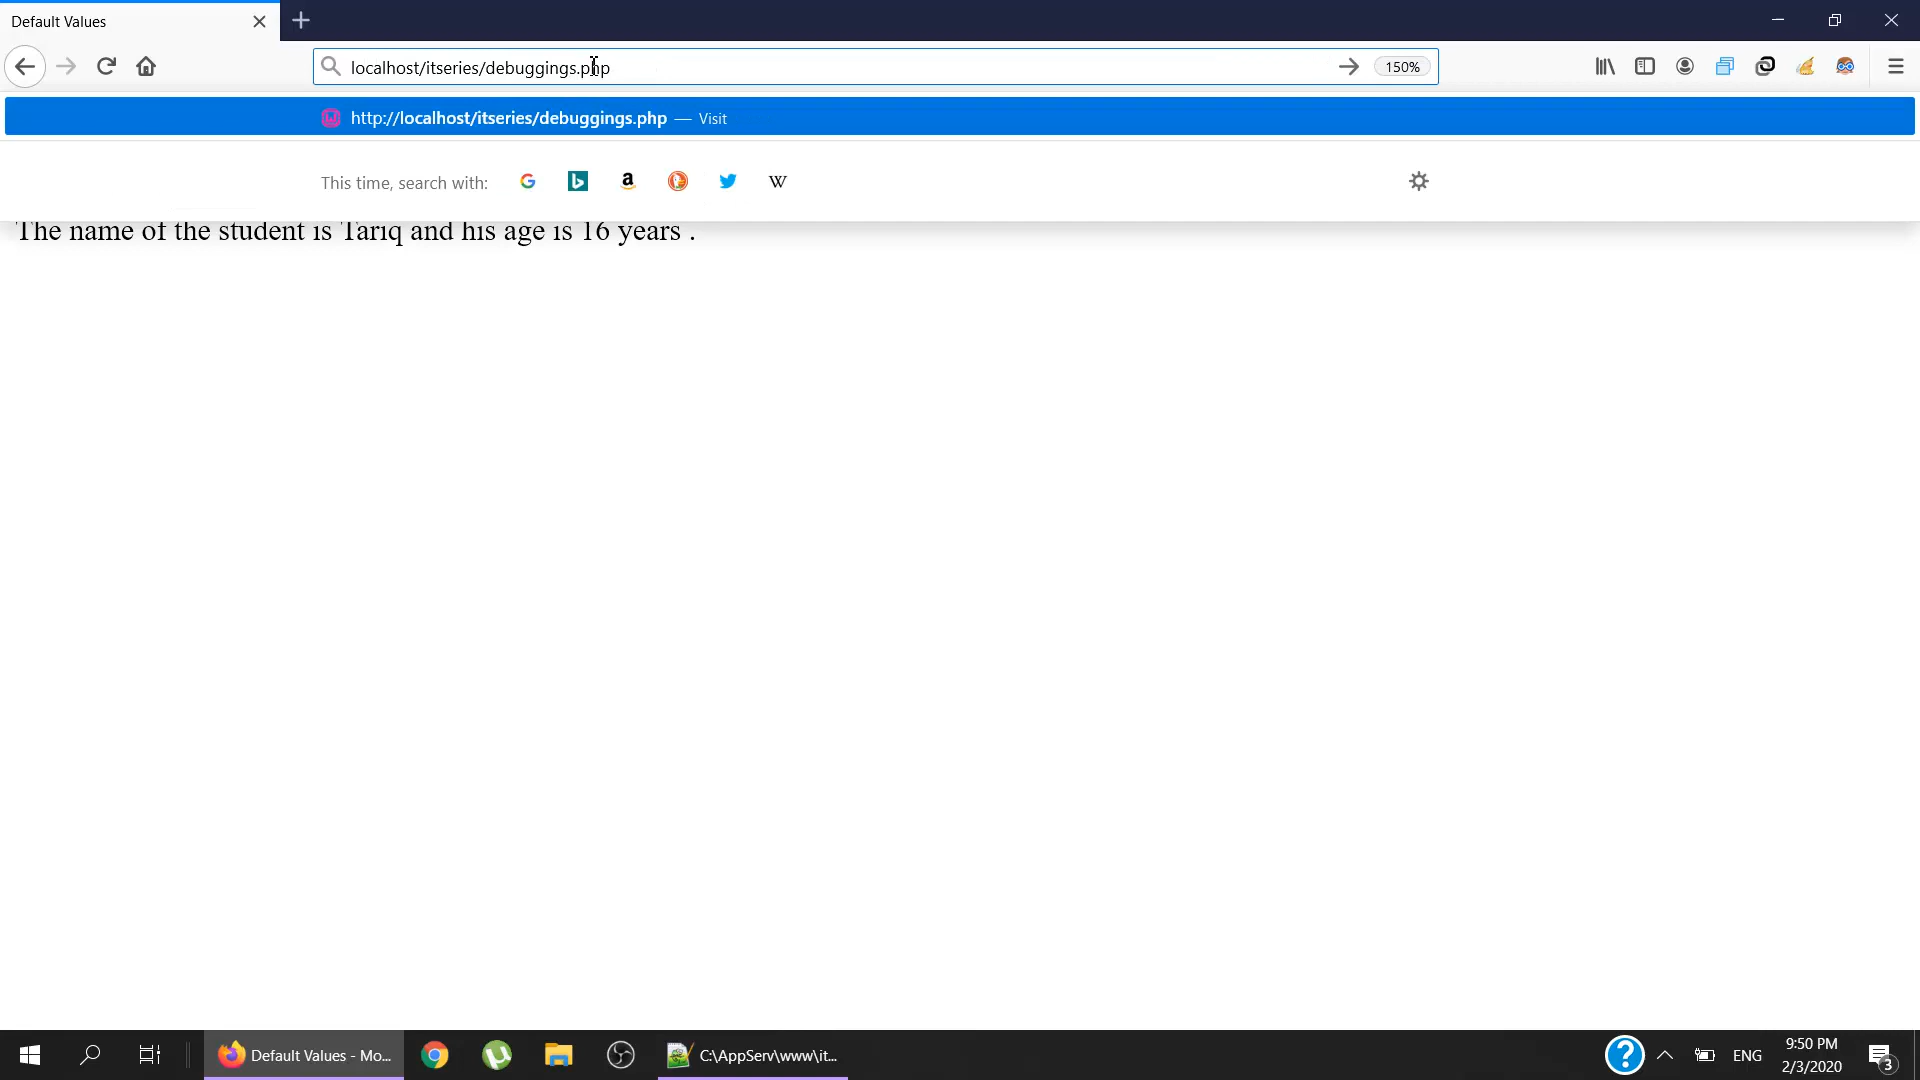 Default Values
localhost/itseries/debuggings.php
150%
http://localhost/itseries/debuggings.php — Visit
This time, search with:
The name of the student is Tariq and his age is 16 years .
Default Values - Mo...
C:\AppServ\www\it...
ENG
9:50 PM
2/3/2020
3